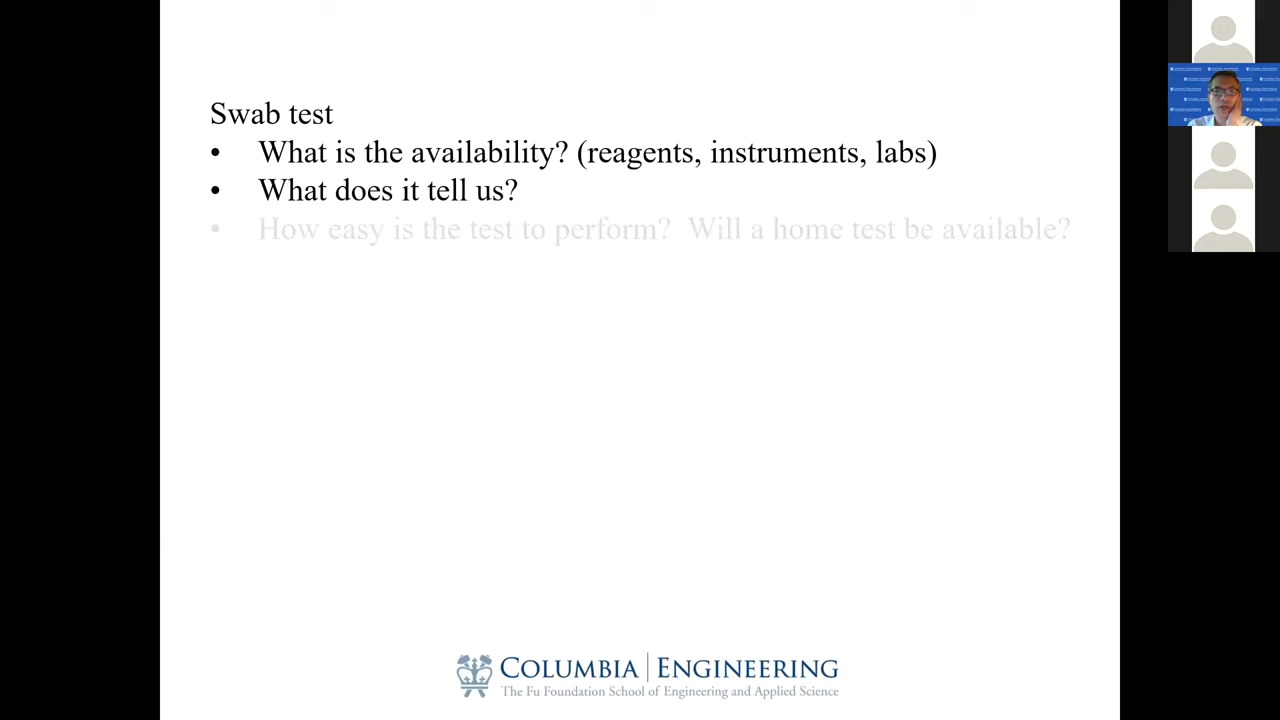 Swab test
• What is the availability? (reagents, instruments, labs)
• What does it tell us?
• How easy is the test to perform? Will a home test be available?
COLUMBIA | ENGINEERING
The Fu Foundation School of Engineering and Applied Science